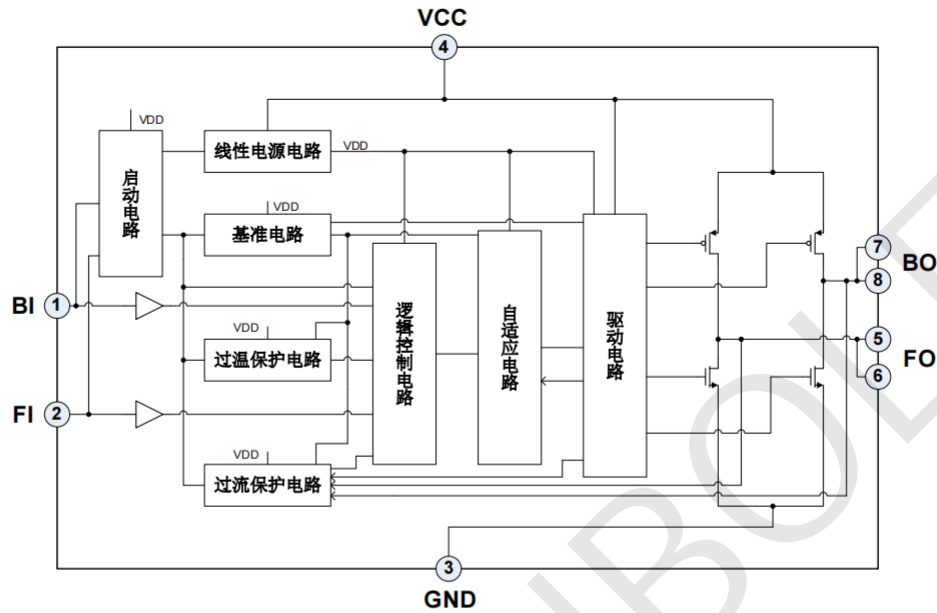 VCC
4
VDD
线性电源电路
VDD
启动电路
VDD
基准电路
7
BO
8
BI
1
逻辑控制电路
自适应电路
驱动电路
VDD
过温保护电路
5
FO
6
FI
2
VDD
过流保护电路
3
GND